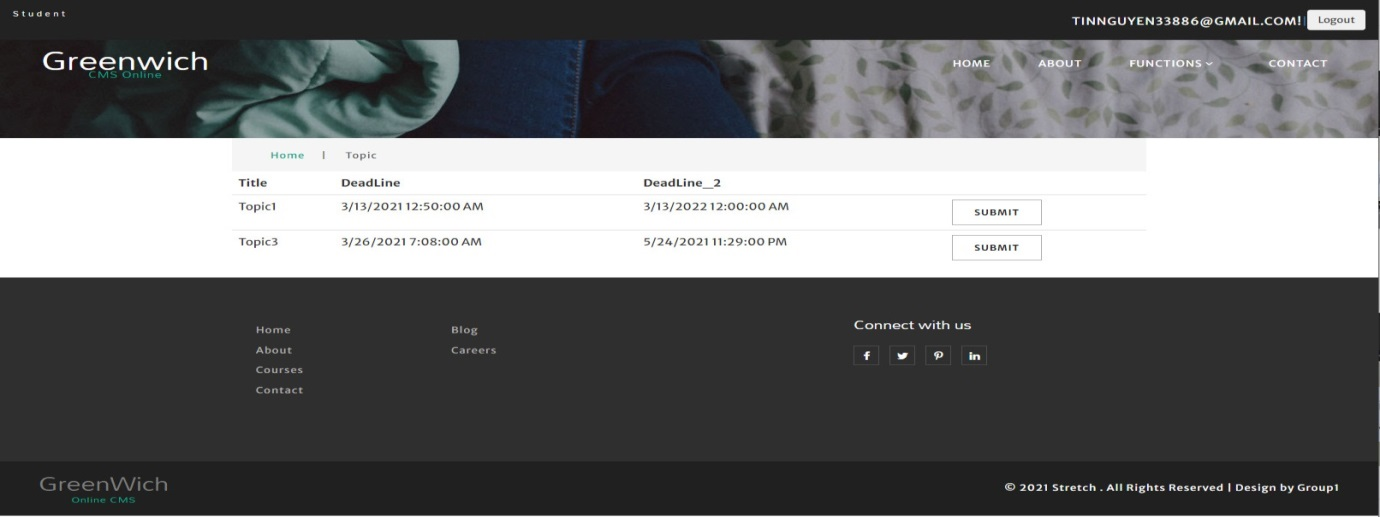 Student
TINNGUYEN33886@GMAIL.COM! Logout
Greenwich
CMS Online
HOME ABOUT FUNCTIONS CONTACT
Home | Topic
Title DeadLine DeadLine_2
Topic1 3/13/2021 12:50:00 AM 3/13/2022 12:00:00 AM SUBMIT
Topic3 3/26/2021 7:08:00 AM 5/24/2021 11:29:00 PM SUBMIT
Connect with us
Home Blog
About Careers
Courses
Contact
GreenWich
Online CMS
© 2021 Stretch . All Rights Reserved | Design by Group1